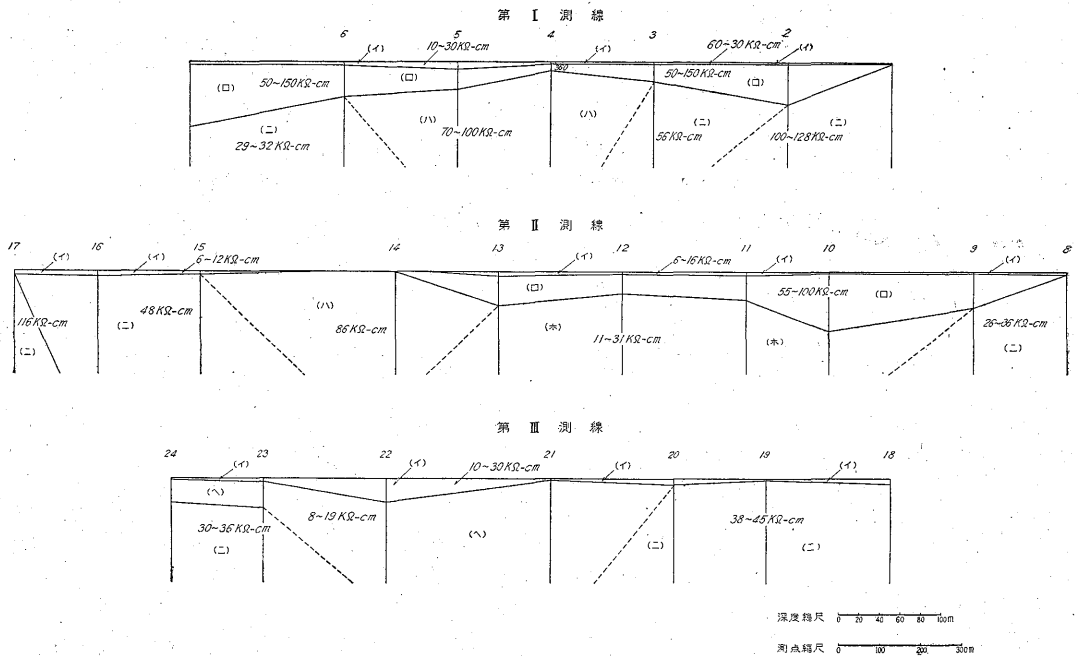 第 Ⅰ 測 線
6 5 4 3 2
(イ) 10~30KΩ-cm (イ) 60~30KΩ-cm (イ)
(ロ) 50~150KΩ-cm (ロ) 360 50~150KΩ-cm (ロ)
(ニ) (ハ) (ハ) (ニ) (ニ)
29~32KΩ-cm 70~100KΩ-cm 56KΩ-cm 100~128KΩ-cm
第 Ⅱ 測 線
17 16 15 14 13 12 11 10 9 8
(イ) (イ) 6~12KΩ-cm (イ) 6~16KΩ-cm (イ) (イ)
(ロ) 55~100KΩ-cm (ロ)
116KΩ-cm (ニ) 48KΩ-cm (ハ) 86KΩ-cm (ホ) 11~31KΩ-cm (ホ) 26~36KΩ-cm
(ニ) (ニ)
第 Ⅲ 測 線
24 23 22 21 20 19 18
(イ) (イ) 10~30KΩ-cm (イ) (イ)
(ヘ) 8~19KΩ-cm 38~45KΩ-cm
30~36KΩ-cm (ヘ)
(ニ) (ニ) (ニ)
深度縮尺 0 20 40 60 80 100m
測点縮尺 0 100 200 300m